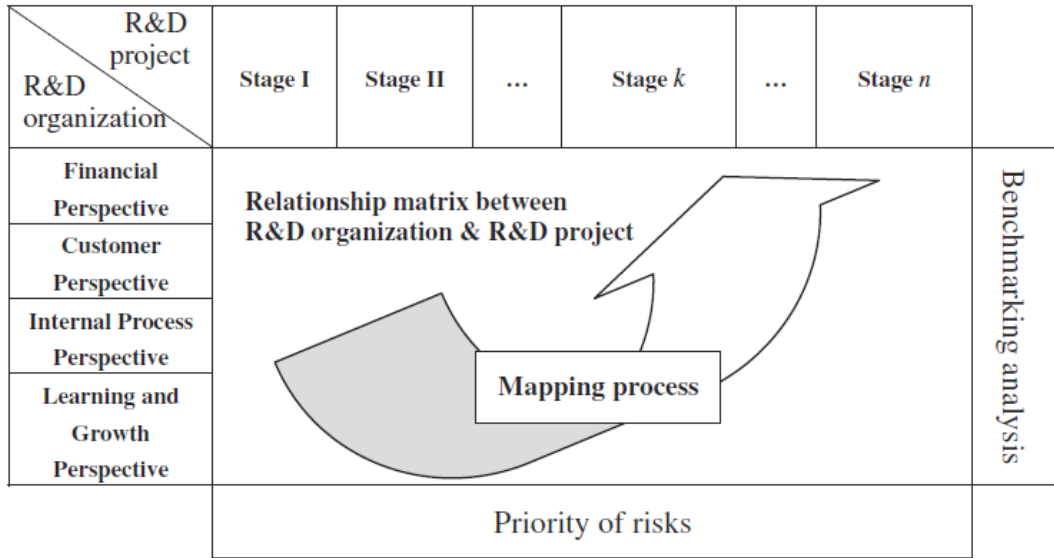 R&D
project
R&D
organization
Stage I
Stage II
...
Stage k
...
Stage n
Financial
Perspective
Customer
Perspective
Internal Process
Perspective
Learning and
Growth
Perspective
Relationship matrix between
R&D organization & R&D project
Mapping process
Benchmarking analysis
Priority of risks